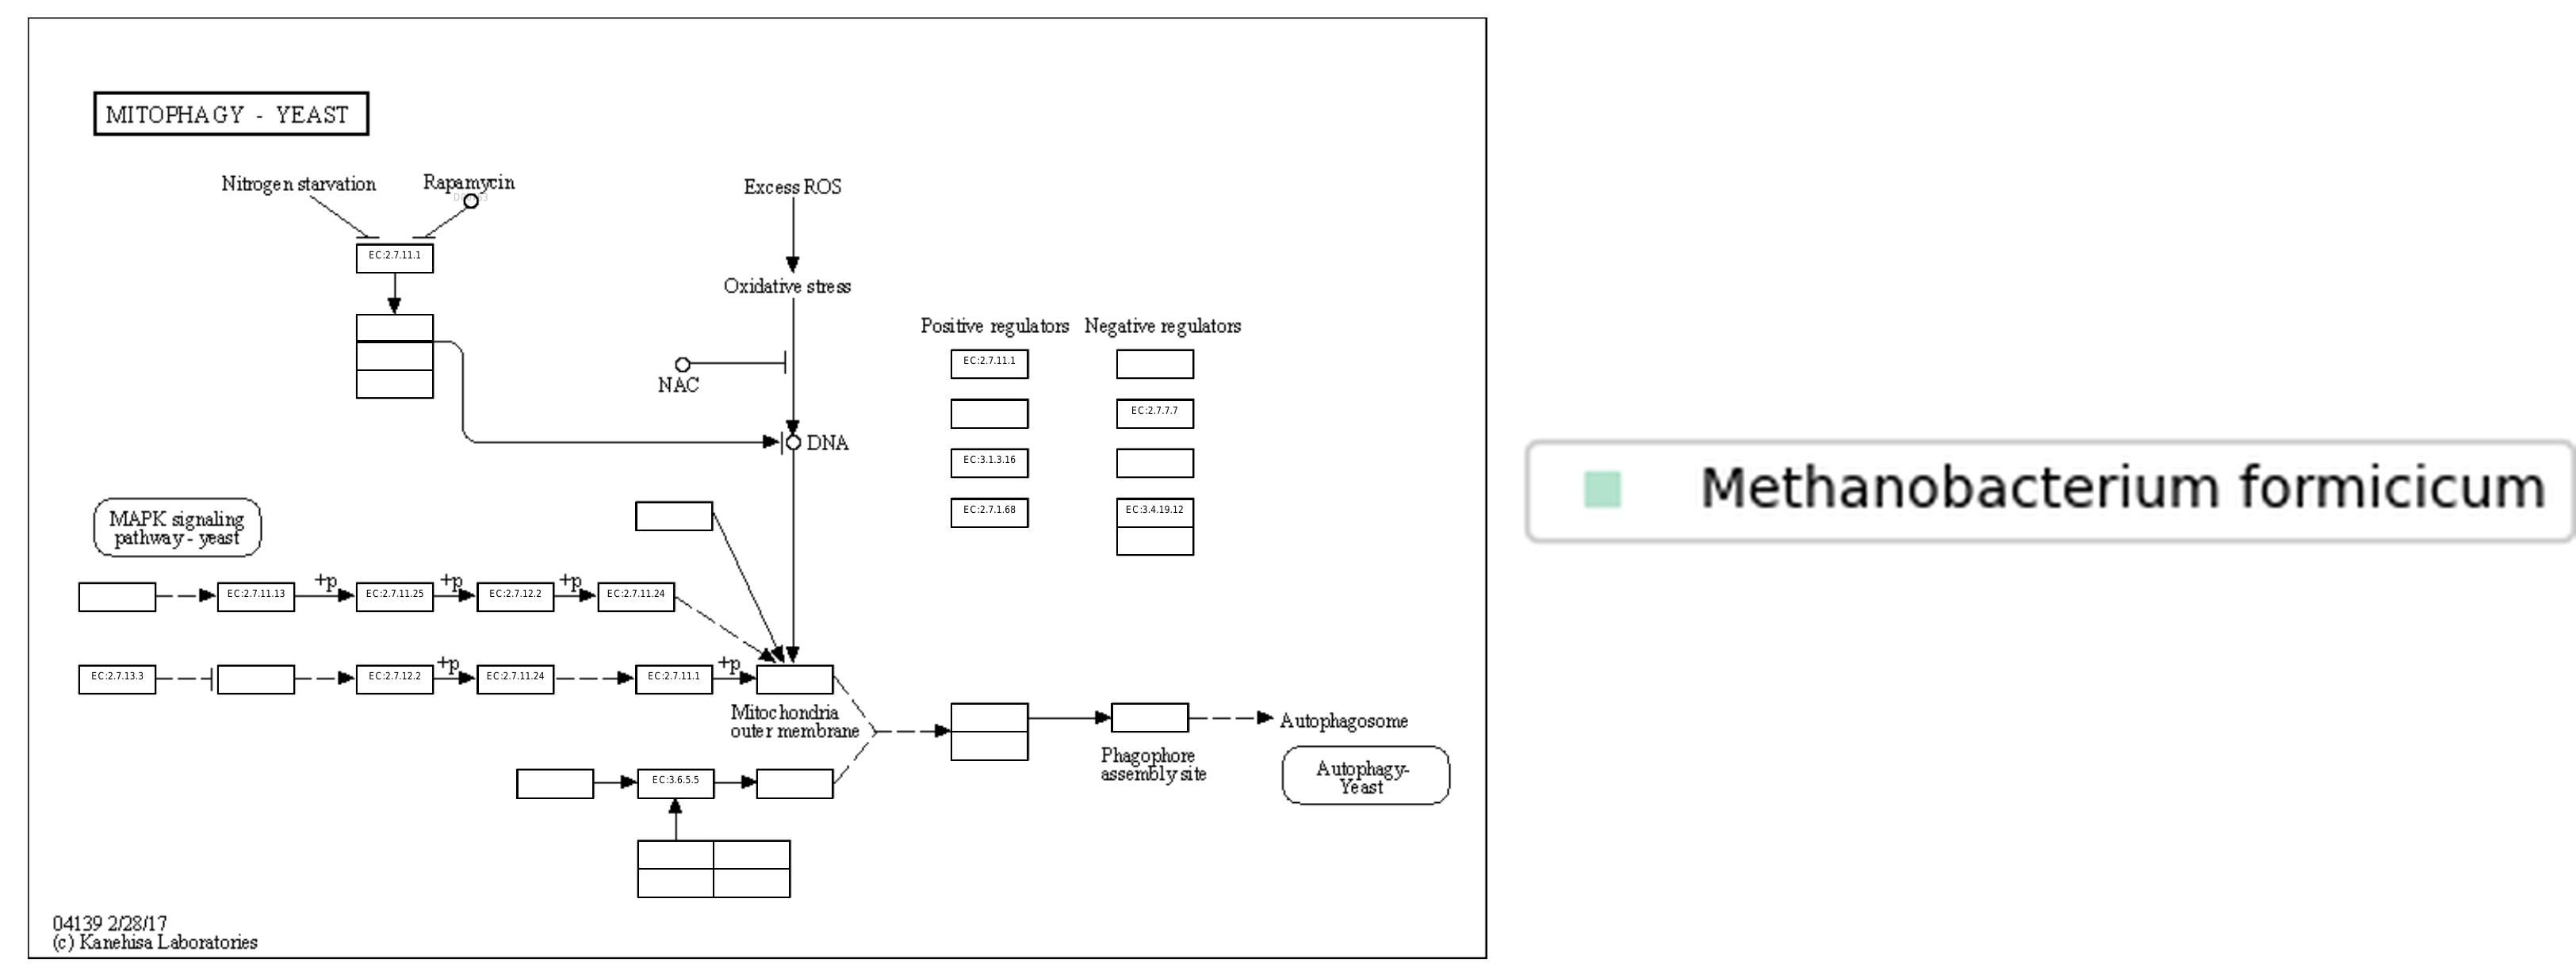 MITOPHAGY - YEAST
Nitrogen starvation
Rapamycin
Excess ROS
EC:2.7.11.1
Oxidative stress
Positive regulators
Negative regulators
EC:2.7.11.1
NAC
EC:2.7.7.7
DNA
EC:3.1.3.16
MAPK signaling
pathway - yeast
EC:2.7.1.68
EC:3.4.19.12
+p
+p
+p
EC:2.7.11.13
EC:2.7.11.25
EC:2.7.12.2
EC:2.7.11.24
+p
+p
EC:2.7.13.3
EC:2.7.12.2
EC:2.7.11.24
EC:2.7.11.1
Mitochondria
outer membrane
Autophagosome
Phagophore
assembly site
Autophagy-
Yeast
EC:3.6.5.5
04139 2/28/17
(c) Kanehisa Laboratories
Methanobacterium formicicum